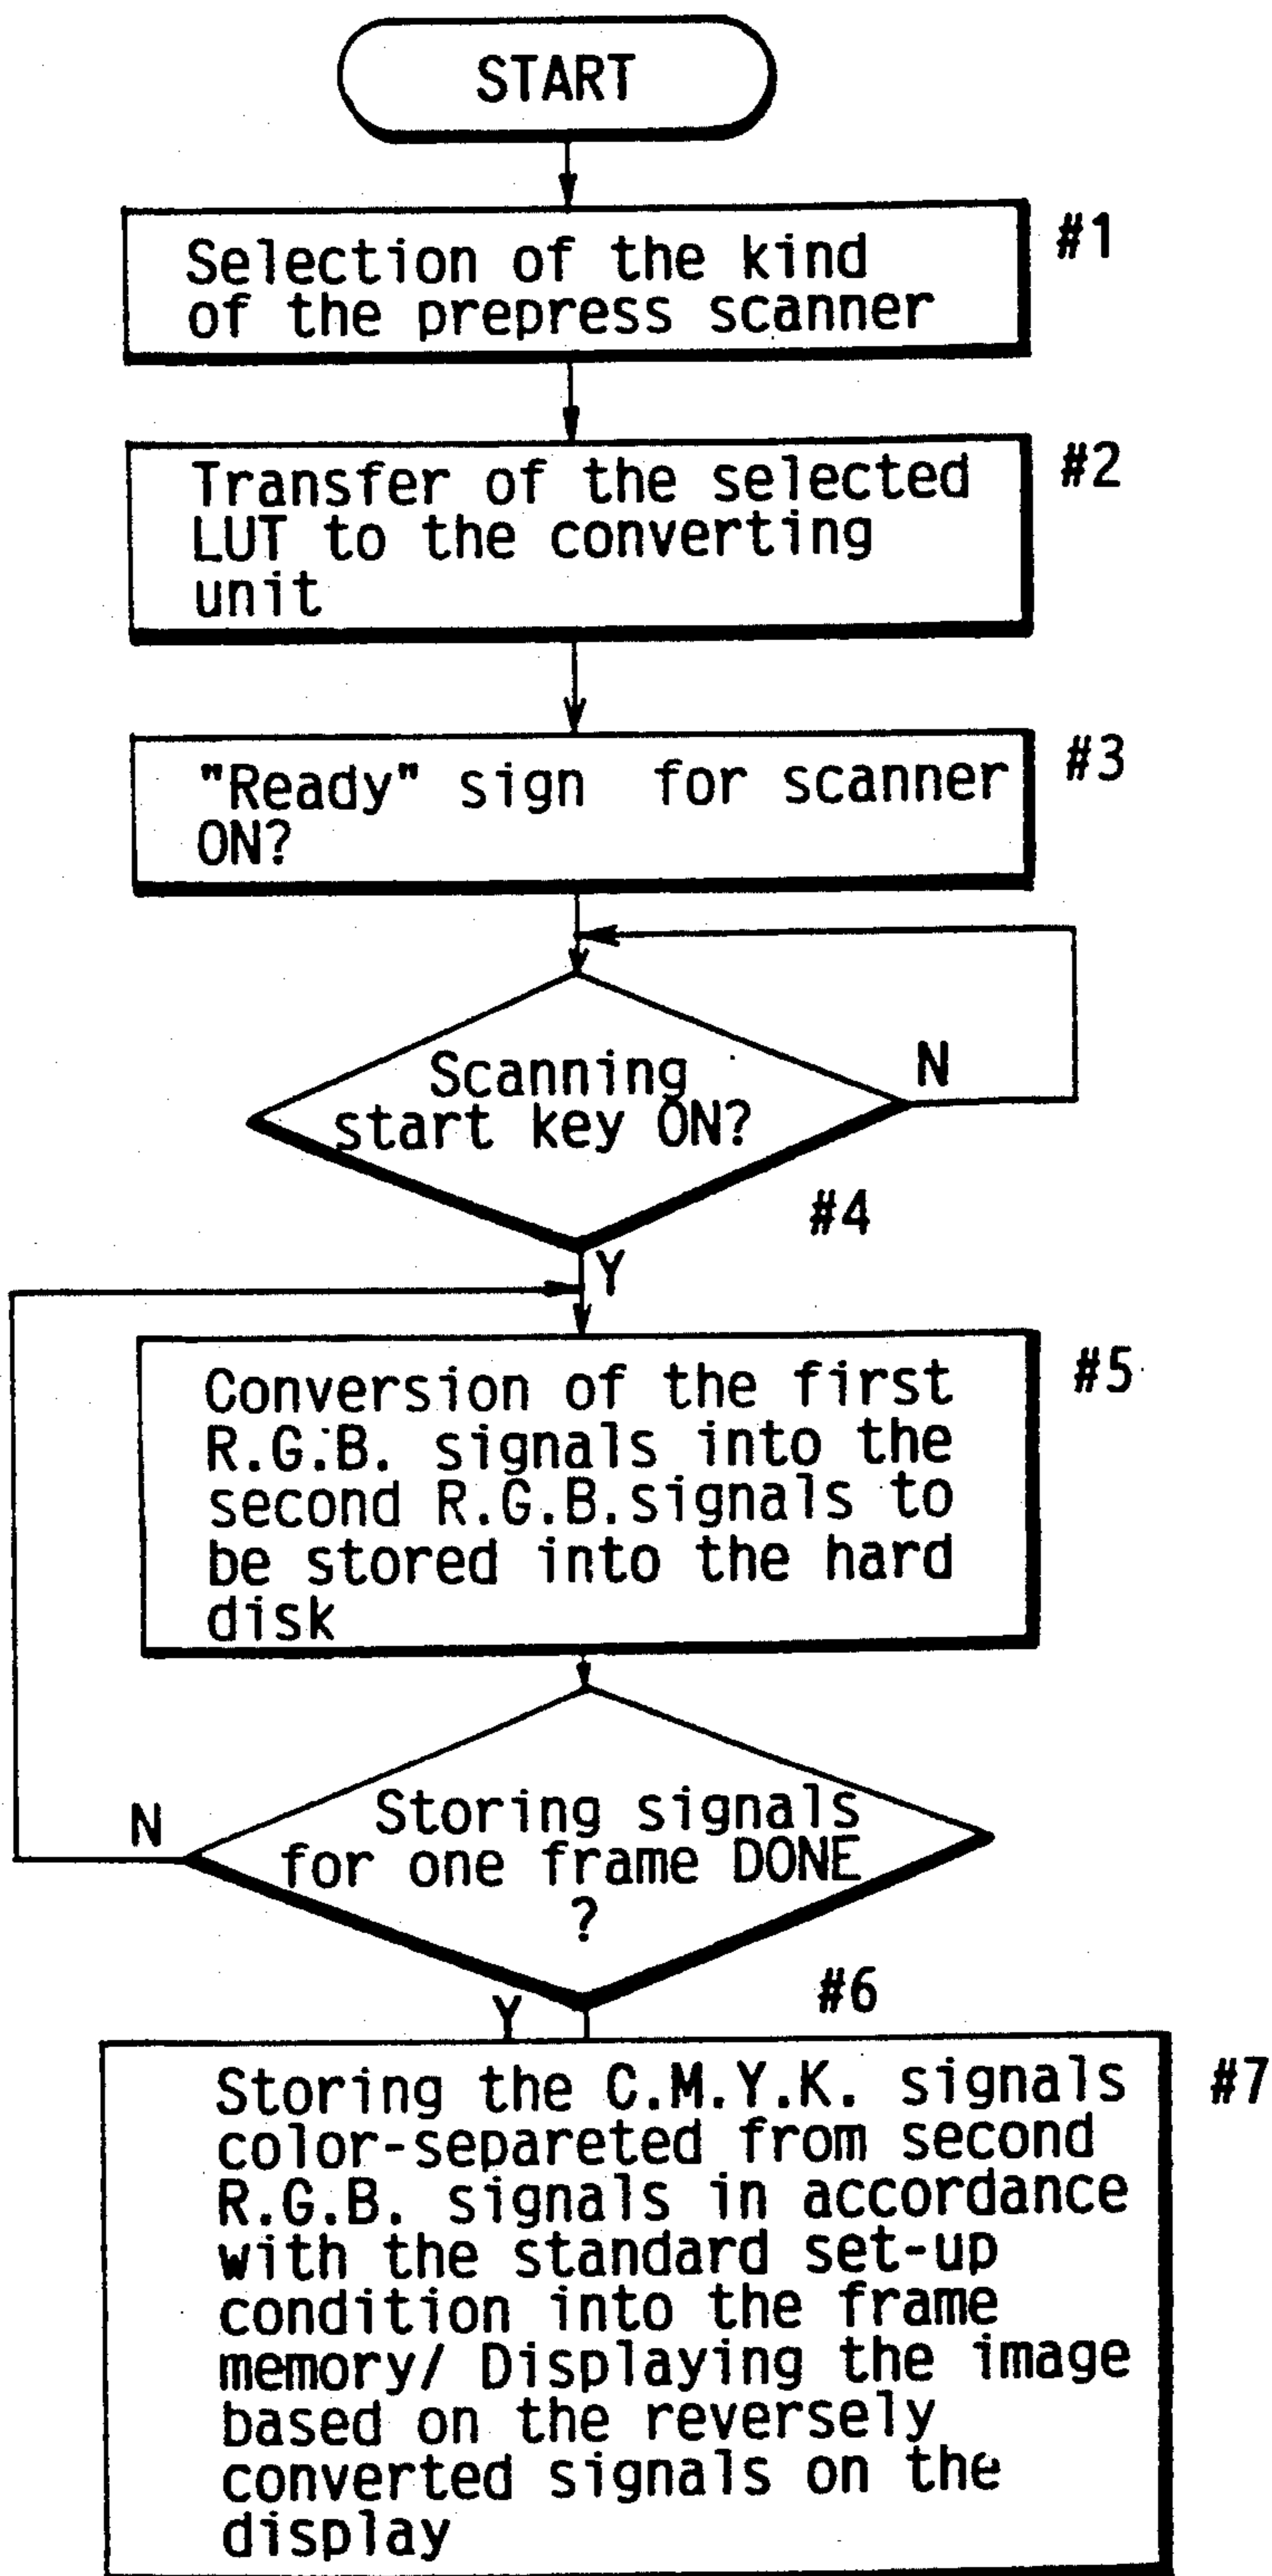 START
Selection of the kind
of the prepress scanner
#1
Transfer of the selected
LUT to the converting
unit
#2
"Ready" sign for scanner
ON?
#3
Scanning
start key ON?
N
#4
Y
Conversion of the first
R.G.B. signals into the
second R.G.B.signals to
be stored into the hard
disk
#5
Storing signals
for one frame DONE
?
N
#6
Y
Storing the C.M.Y.K. signals
color-separeted from second
R.G.B. signals in accordance
with the standard set-up
condition into the frame
memory/ Displaying the image
based on the reversely
converted signals on the
display
#7